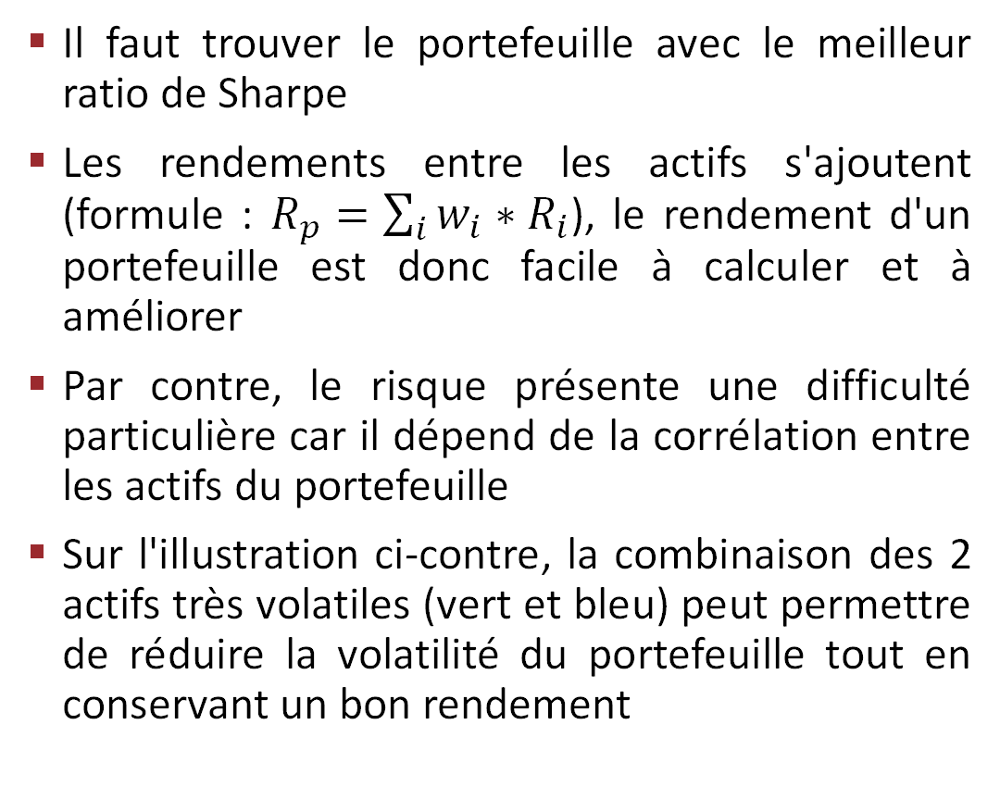 ▪ Il faut trouver le portefeuille avec le meilleur
ratio de Sharpe
▪ Les rendements entre les actifs s'ajoutent
(formule : $R_p = \sum_i w_i * R_i$), le rendement d'un
portefeuille est donc facile à calculer et à
améliorer
▪ Par contre, le risque présente une difficulté
particulière car il dépend de la corrélation entre
les actifs du portefeuille
▪ Sur l'illustration ci-contre, la combinaison des 2
actifs très volatiles (vert et bleu) peut permettre
de réduire la volatilité du portefeuille tout en
conservant un bon rendement